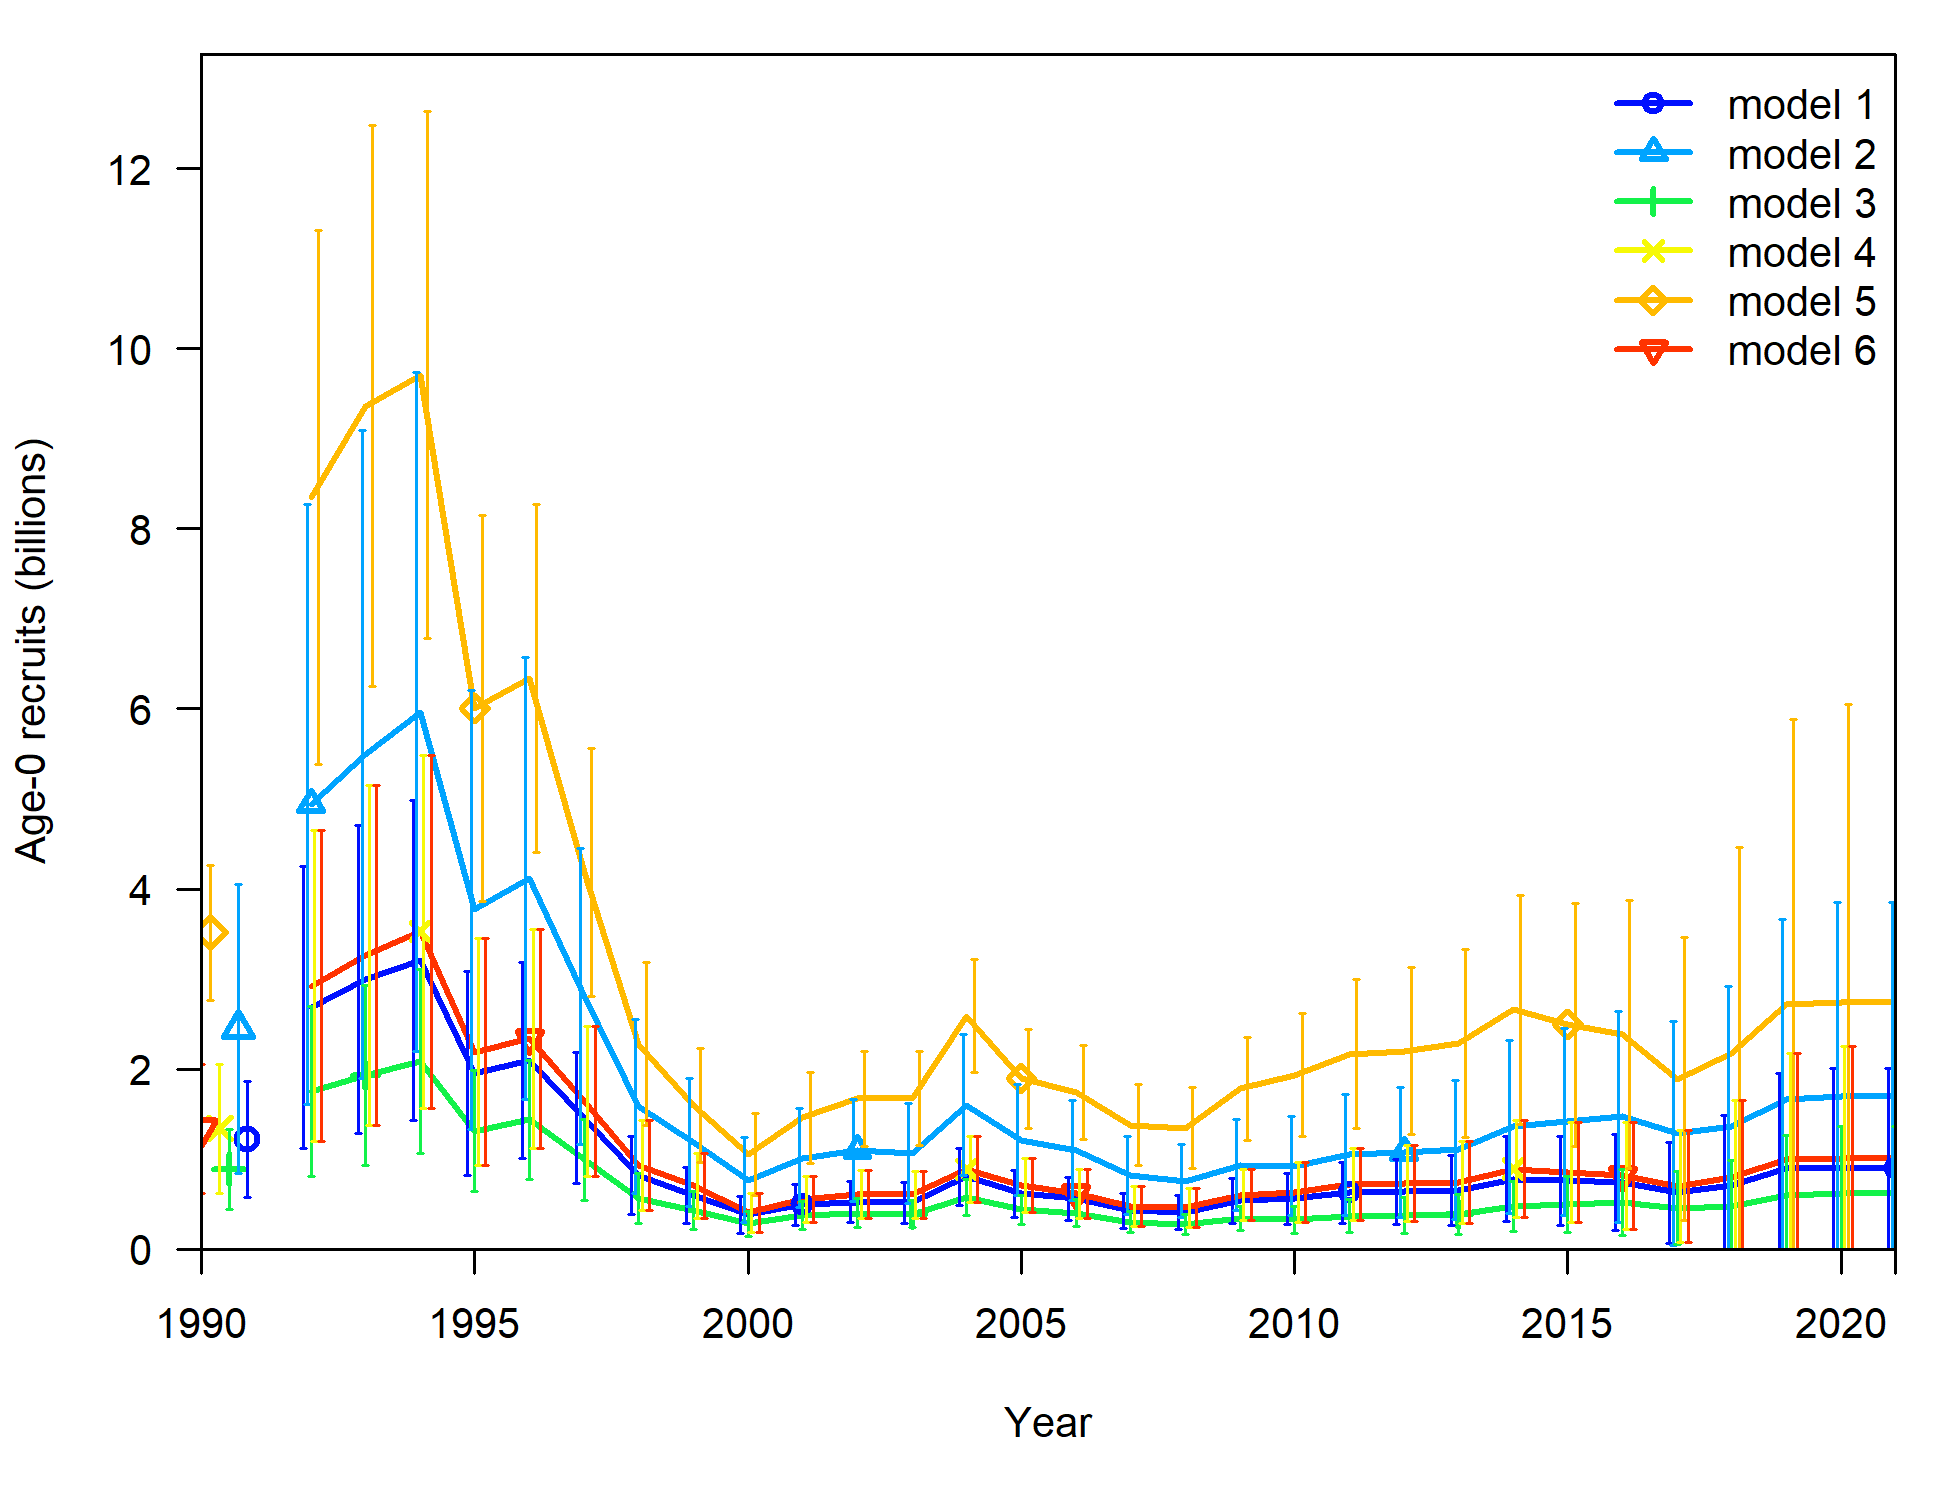 model 1
model 2
model 3
model 4
model 5
model 6
12
10
8
6
4
2
0
Age-0 recruits (billions)
1990 1995 2000 2005 2010 2015 2020
Year